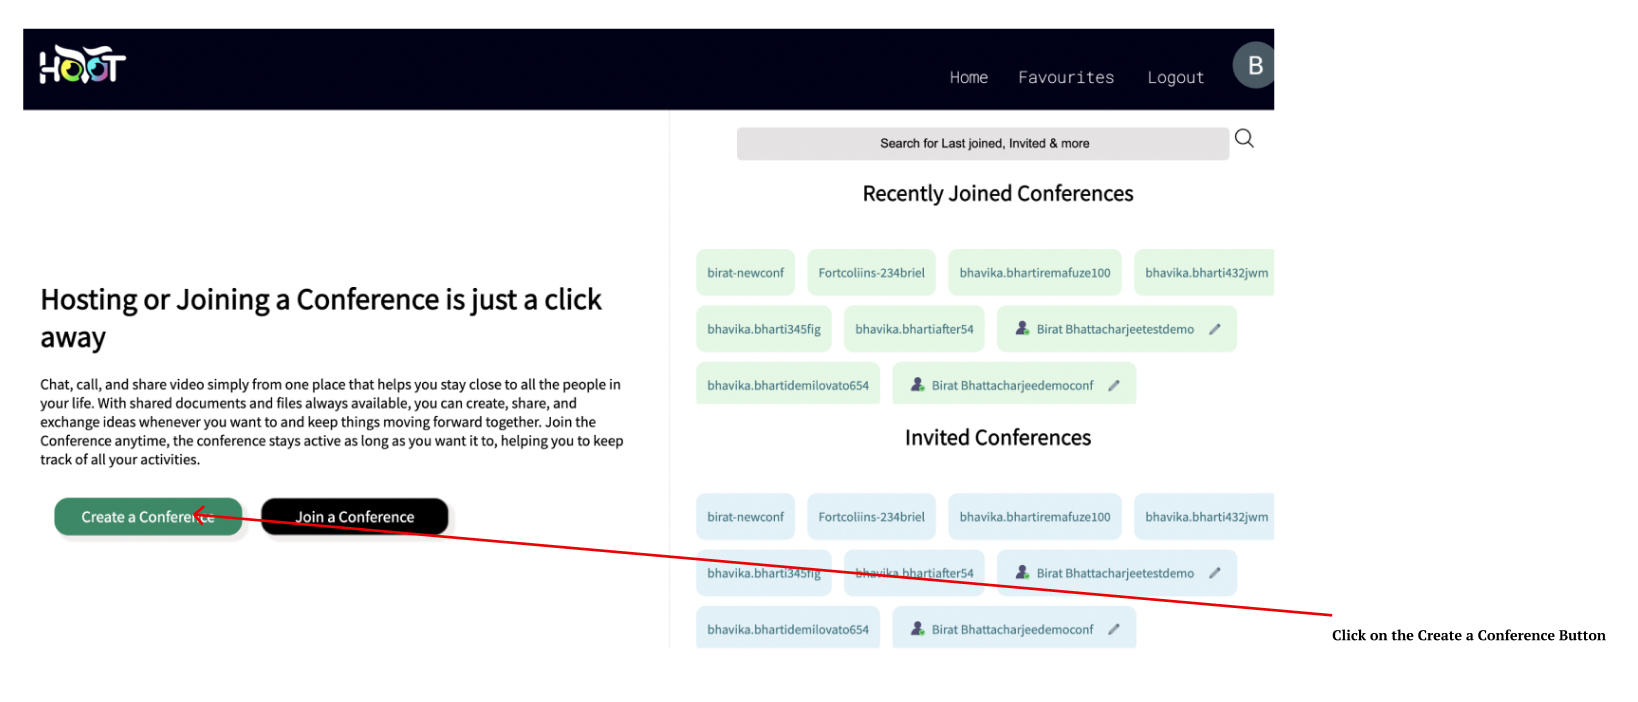 HOOT
Home Favourites Logout B
Search for Last joined, Invited & more
Recently Joined Conferences
birat-newconf Fortcoliins-234briel bhavika.bhartiremafuze100 bhavika.bharti432jwm
bhavika.bharti345fig bhavika.bhartiafter54 Birat Bhattacharjeetestdemo
bhavika.bhartidemilovato654 Birat Bhattacharjeedemoconf
Hosting or Joining a Conference is just a click
away
Chat, call, and share video simply from one place that helps you stay close to all the people in
your life. With shared documents and files always available, you can create, share, and
exchange ideas whenever you want to and keep things moving forward together. Join the
Conference anytime, the conference stays active as long as you want it to, helping you to keep
track of all your activities.
Create a Conference Join a Conference
Invited Conferences
birat-newconf Fortcoliins-234briel bhavika.bhartiremafuze100 bhavika.bharti432jwm
bhavika.bharti345fig bhavika.bhartiafter54 Birat Bhattacharjeetestdemo
bhavika.bhartidemilovato654 Birat Bhattacharjeedemoconf
Click on the Create a Conference Button